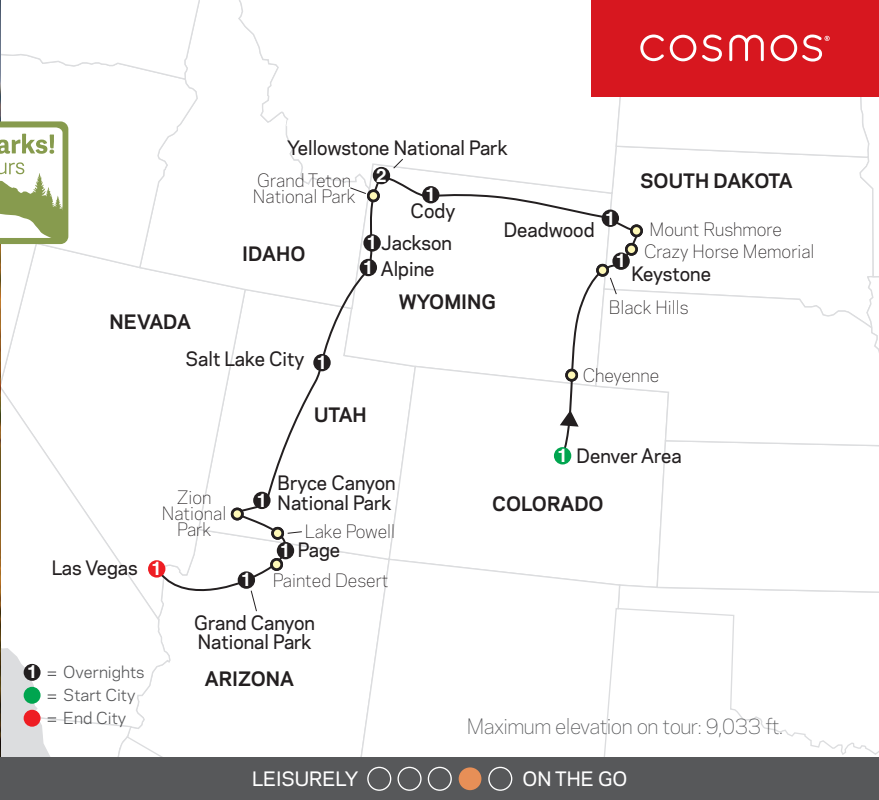 COSMOS®
arks!
urs
Yellowstone National Park
2
Grand Teton
National Park
1
Cody
SOUTH DAKOTA
Deadwood 1
Mount Rushmore
Crazy Horse Memorial
1
Keystone
Black Hills
IDAHO
1 Jackson
1 Alpine
WYOMING
NEVADA
Salt Lake City 1
Cheyenne
UTAH
1 Denver Area
COLORADO
1
Bryce Canyon
National Park
Zion
National
Park
Lake Powell
1 Page
Painted Desert
Las Vegas 1
1
Grand Canyon
National Park
ARIZONA
1 = Overnights
= Start City
= End City
Maximum elevation on tour: 9,033 ft.
LEISURELY ON THE GO